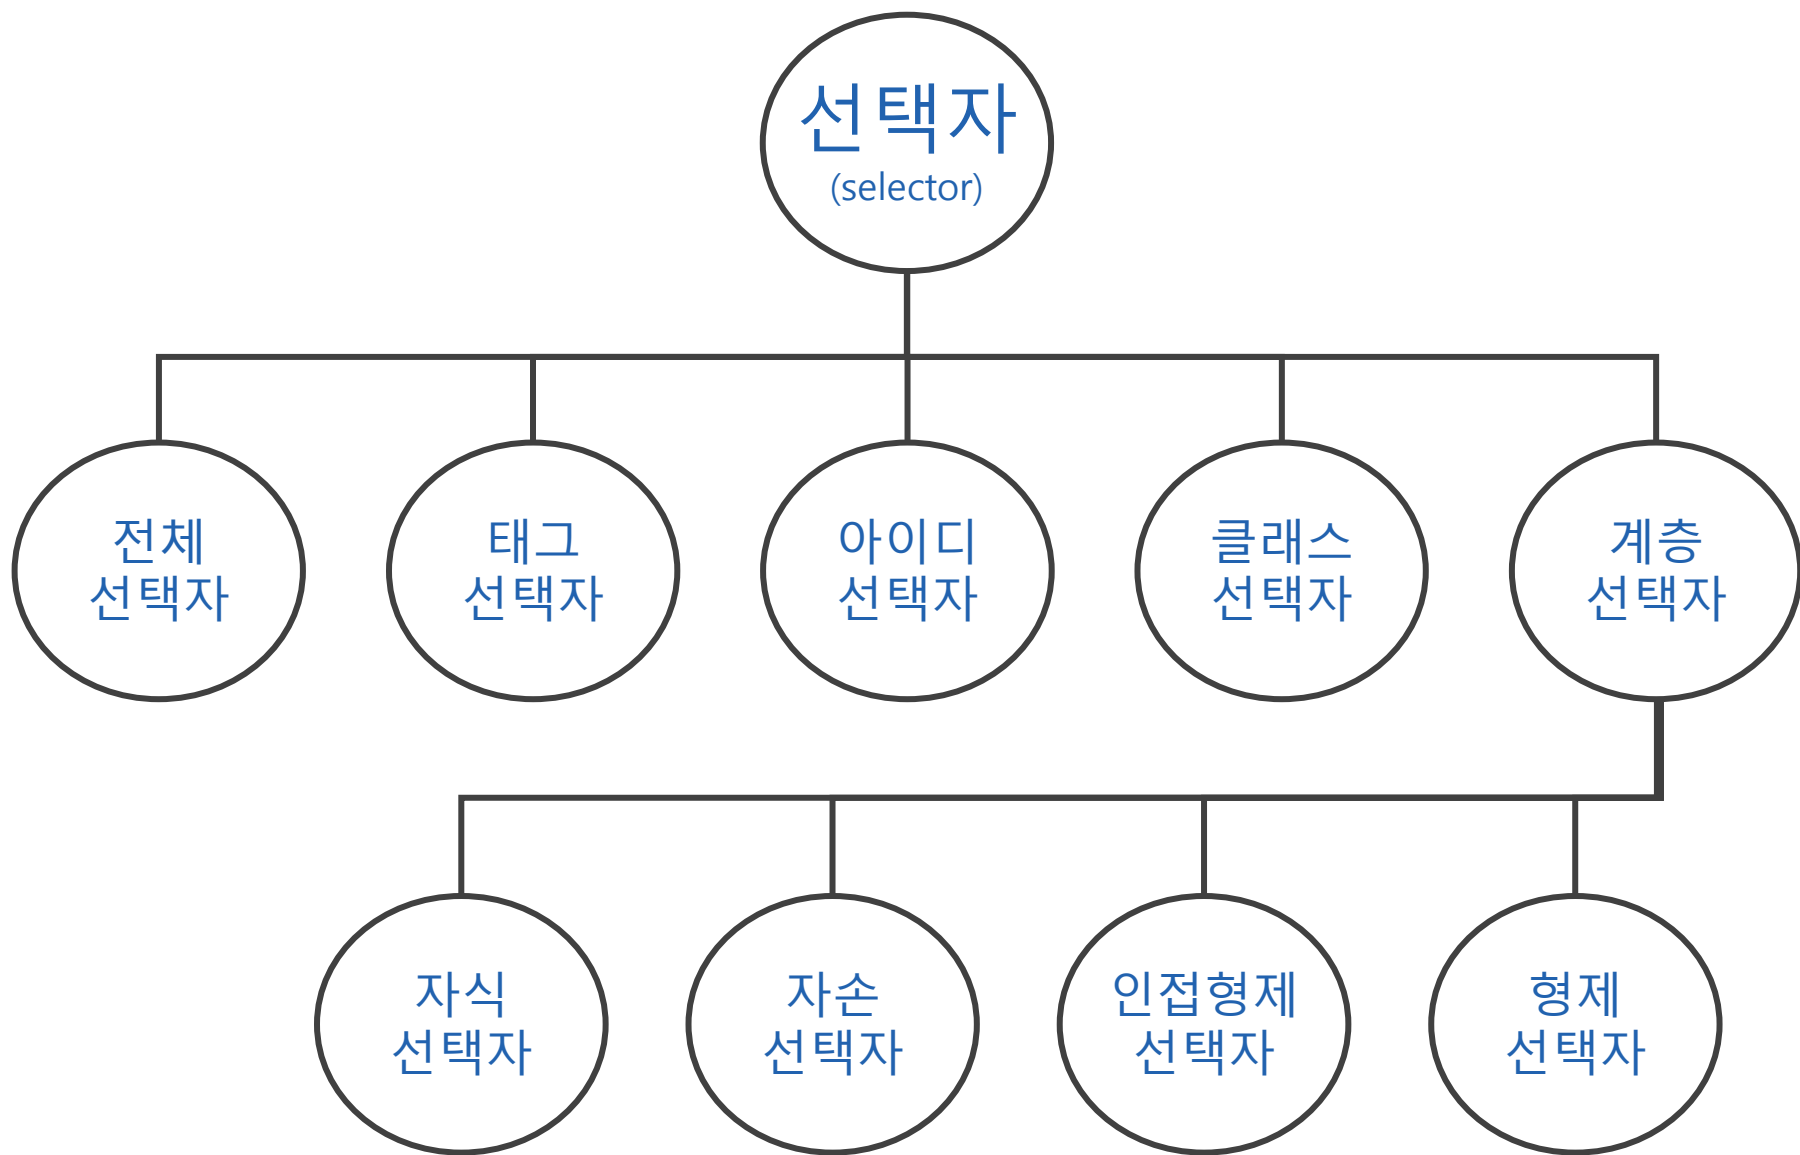 선택자
(selector)
전체
선택자
태그
선택자
아이디
선택자
클래스
선택자
계층
선택자
자식
선택자
자손
선택자
인접형제
선택자
형제
선택자